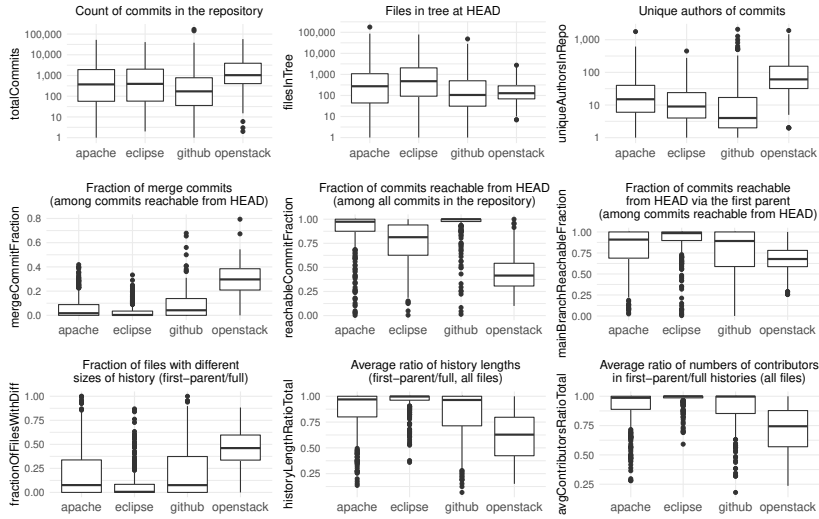 Count of commits in the repository
totalCommits
100,000
10,000
1,000
100
10
1
apache eclipse github openstack
Files in tree at HEAD
filesInTree
100,000
10,000
1,000
100
10
1
apache eclipse github openstack
Unique authors of commits
uniqueAuthorsInRepo
1,000
100
10
1
apache eclipse github openstack
Fraction of merge commits
(among commits reachable from HEAD)
mergeCommitFraction
0.8
0.6
0.4
0.2
0.0
apache eclipse github openstack
Fraction of commits reachable from HEAD
(among all commits in the repository)
reachableCommitFraction
1.00
0.75
0.50
0.25
0.00
apache eclipse github openstack
Fraction of commits reachable
from HEAD via the first parent
(among commits reachable from HEAD)
mainBranchReachableFraction
1.00
0.75
0.50
0.25
0.00
apache eclipse github openstack
Fraction of files with different
sizes of history (first−parent/full)
fractionOfFilesWithDiff
1.00
0.75
0.50
0.25
0.00
apache eclipse github openstack
Average ratio of history lengths
(first−parent/full, all files)
historyLengthRatioTotal
1.00
0.75
0.50
0.25
apache eclipse github openstack
Average ratio of numbers of contributors
in first−parent/full histories (all files)
avgContributorsRatioTotal
1.00
0.75
0.50
0.25
apache eclipse github openstack